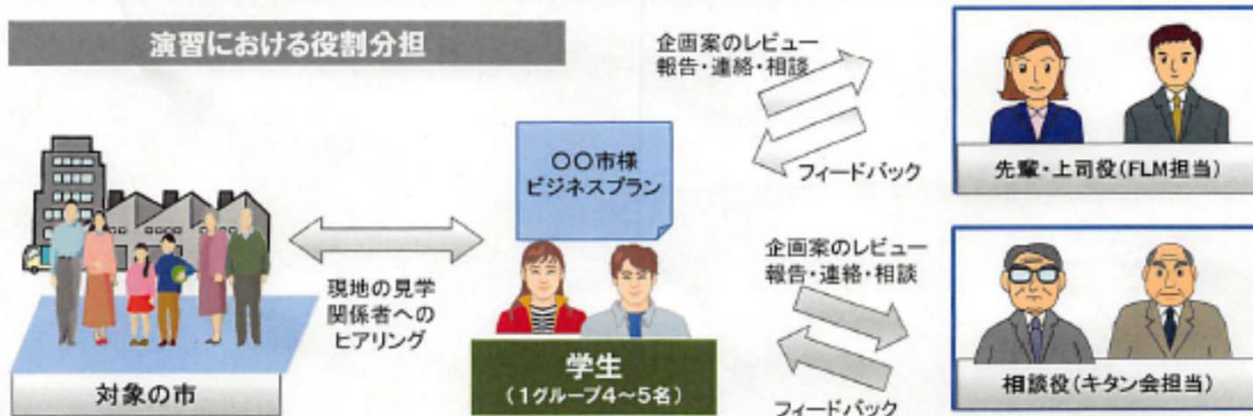 演習における役割分担
企画案のレビュー
報告・連絡・相談
フィードバック
先輩・上司役(FLM担当)
〇〇市様
ビジネスプラン
現地の見学
関係者への
ヒアリング
対象の市
学生
(1グループ4～5名)
企画案のレビュー
報告・連絡・相談
フィードバック
相談役(キタン会担当)